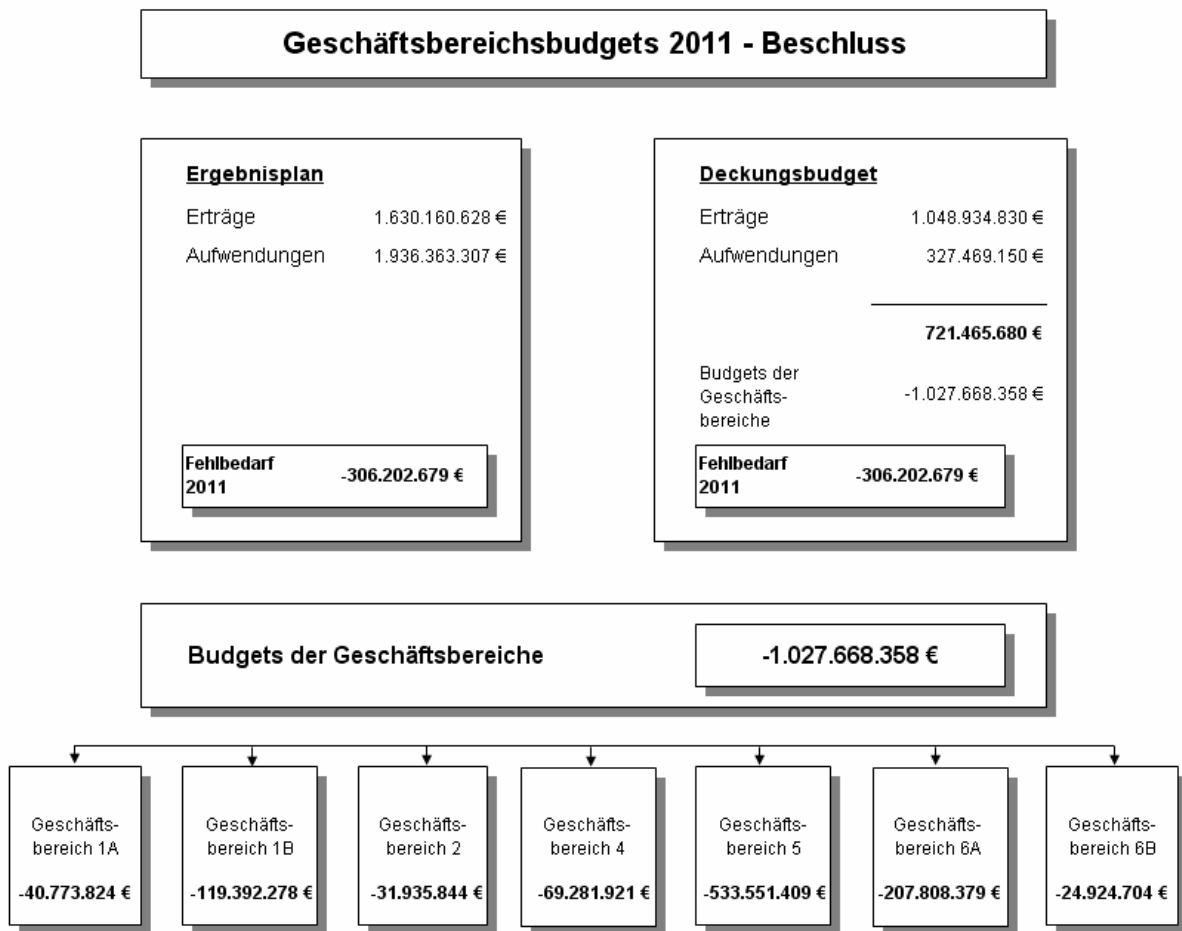 Geschäftsbereichsbudgets 2011 - Beschluss
Ergebnisplan
Erträge 1.630.160.628 €
Aufwendungen 1.936.363.307 €
Fehlbedarf
2011 -306.202.679 €
Deckungsbudget
Erträge 1.048.934.830 €
Aufwendungen 327.469.150 €
721.465.680 €
Budgets der
Geschäfts- -1.027.668.358 €
bereiche
Fehlbedarf
2011 -306.202.679 €
Budgets der Geschäftsbereiche -1.027.668.358 €
Geschäfts-
bereich 1A
-40.773.824 €
Geschäfts-
bereich 1B
-119.392.278 €
Geschäfts-
bereich 2
-31.935.844 €
Geschäfts-
bereich 4
-69.281.921 €
Geschäfts-
bereich 5
-533.551.409 €
Geschäfts-
bereich 6A
-207.808.379 €
Geschäfts-
bereich 6B
-24.924.704 €